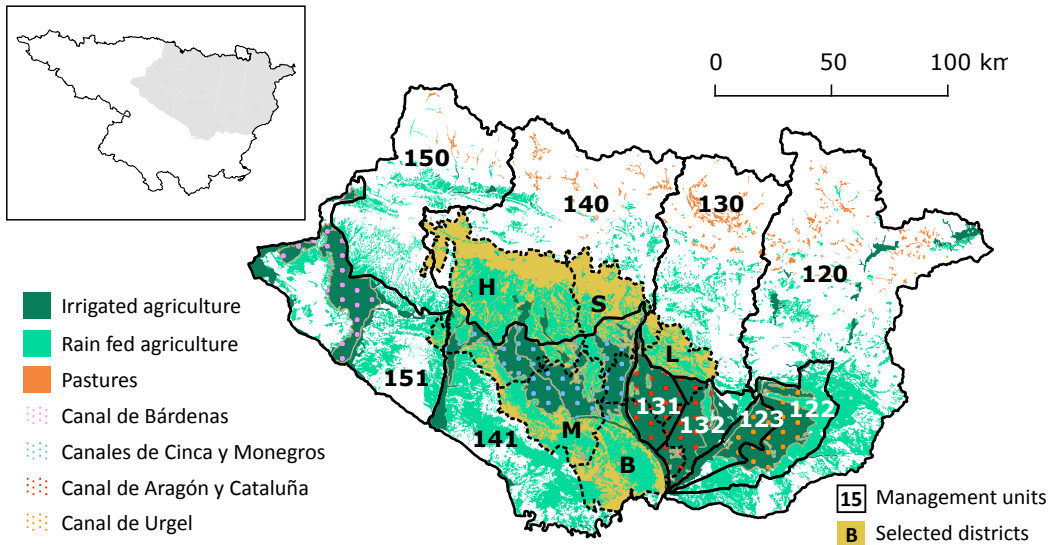 0 50 100 km
150
140
130
120
H
S
L
151
131
132
123
122
141
M
B
Irrigated agriculture
Rain fed agriculture
Pastures
Canal de Bárdenas
Canales de Cinca y Monegros
Canal de Aragón y Cataluña
Canal de Urgel
15 Management units
B Selected districts